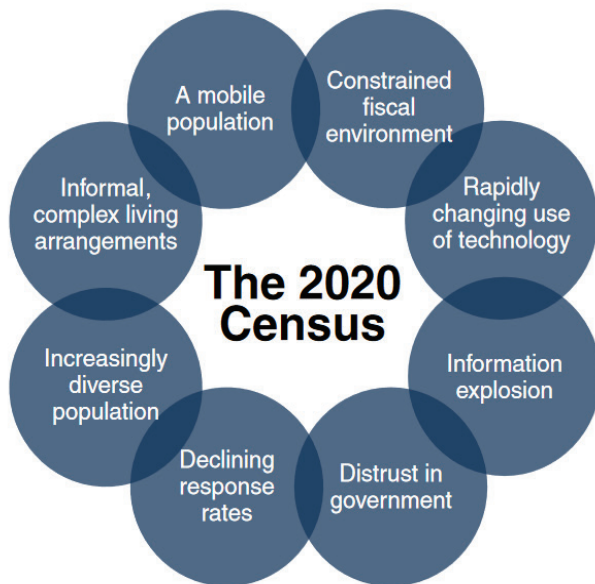 A mobile
population
Constrained
fiscal
environment
Rapidly
changing use
of technology
Information
explosion
Distrust in
government
Declining
response
rates
Increasingly
diverse
population
Informal,
complex living
arrangements
The 2020
Census